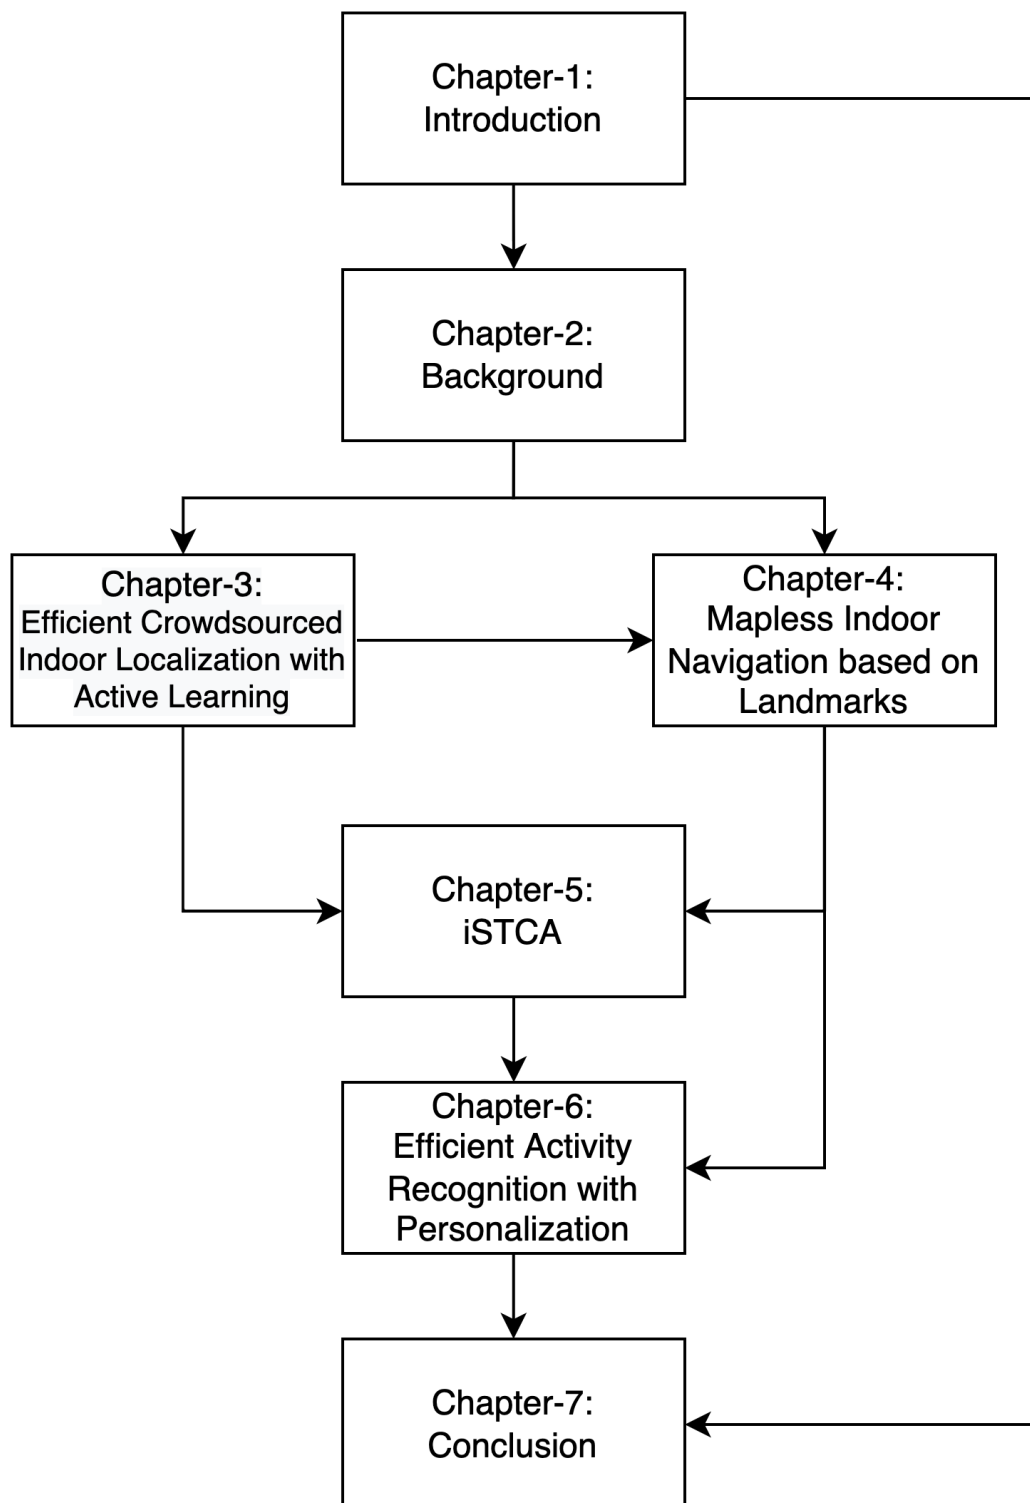 Chapter-1:
Introduction
Chapter-2:
Background
Chapter-3:
Efficient Crowdsourced
Indoor Localization with
Active Learning
Chapter-4:
Mapless Indoor
Navigation based on
Landmarks
Chapter-5:
iSTCA
Chapter-6:
Efficient Activity
Recognition with
Personalization
Chapter-7:
Conclusion